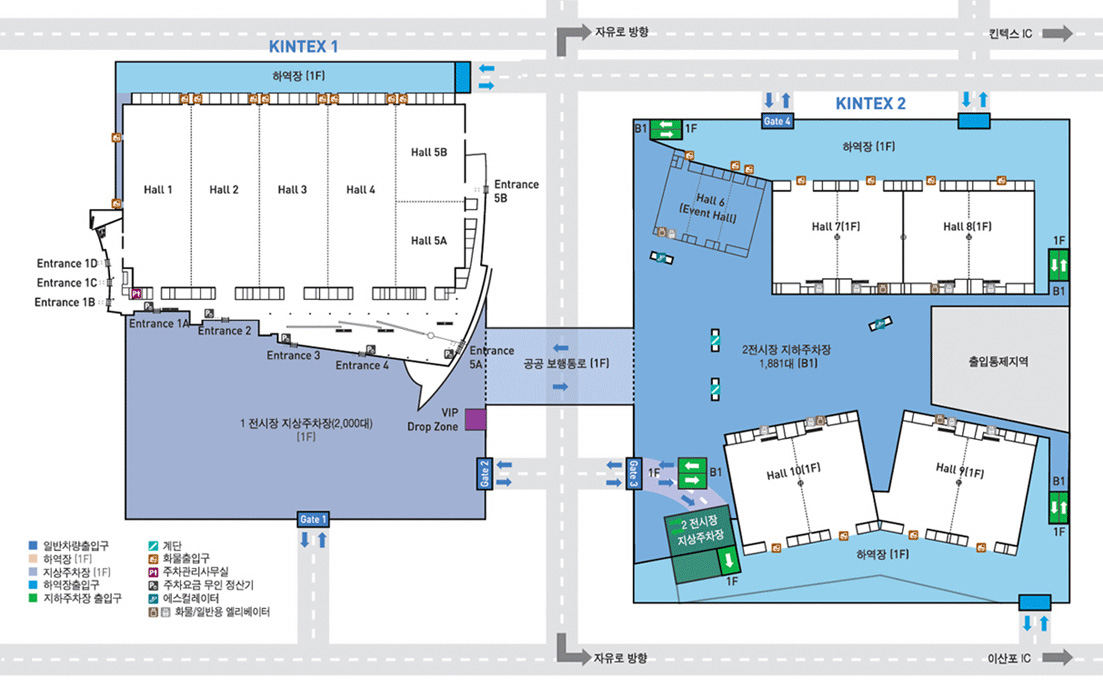 자유로 방향
킨텍스 IC
KINTEX 1
하역장 (1F)
KINTEX 2
Gate 4
B1
1F
하역장 (1F)
Hall 1
Hall 2
Hall 3
Hall 4
Hall 5B
Hall 5A
Entrance
5B
Hall 6
(Event Hall)
Hall 7(1F)
Hall 8(1F)
1F
B1
Entrance 1D
Entrance 1C
Entrance 1B
P1
Entrance 1A
Entrance 2
Entrance 3
Entrance 4
Entrance
5A
공공 보행통로 (1F)
2전시장 지하주차장
1,881대 (B1)
출입통제지역
1 전시장 지상주차장(2,000대)
(1F)
VIP
Drop Zone
Gate 2
Gate 3
1F
B1
Hall 10(1F)
Hall 9(1F)
B1
1F
2 전시장
지상주차장
1F
하역장 (1F)
Gate 1
일반차량출입구
하역장 (1F)
지상주차장 (1F)
하역장출입구
지하주차장 출입구
계단
화물출입구
P1 주차관리사무실
주차요금 무인 정산기
에스컬레이터
화물/일반용 엘리베이터
자유로 방향
이산포 IC